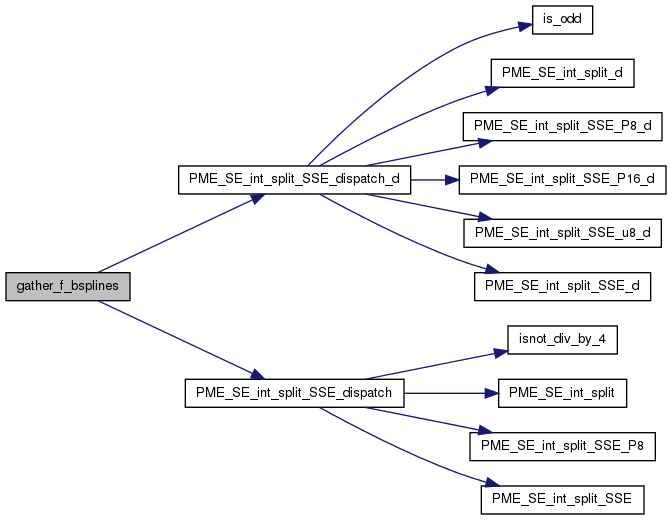 is_odd
PME_SE_int_split_d
PME_SE_int_split_SSE_P8_d
PME_SE_int_split_SSE_dispatch_d
PME_SE_int_split_SSE_P16_d
PME_SE_int_split_SSE_u8_d
gather_f_bsplines
PME_SE_int_split_SSE_d
isnot_div_by_4
PME_SE_int_split_SSE_dispatch
PME_SE_int_split
PME_SE_int_split_SSE_P8
PME_SE_int_split_SSE